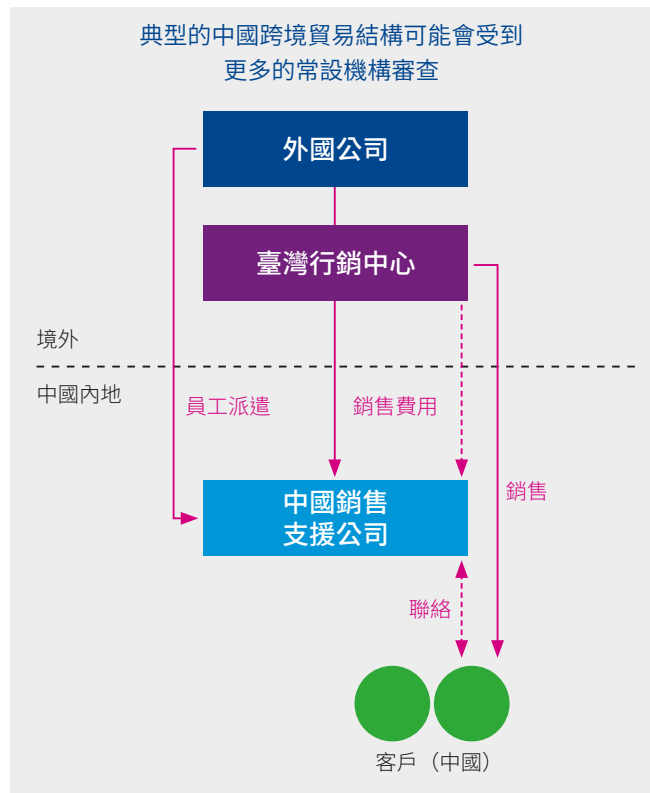 典型的中國跨境貿易結構可能會受到
更多的常設機構審查
外國公司
臺灣行銷中心
境外
中國內地
員工派遣
銷售費用
中國銷售
支援公司
銷售
聯絡
客戶（中國）